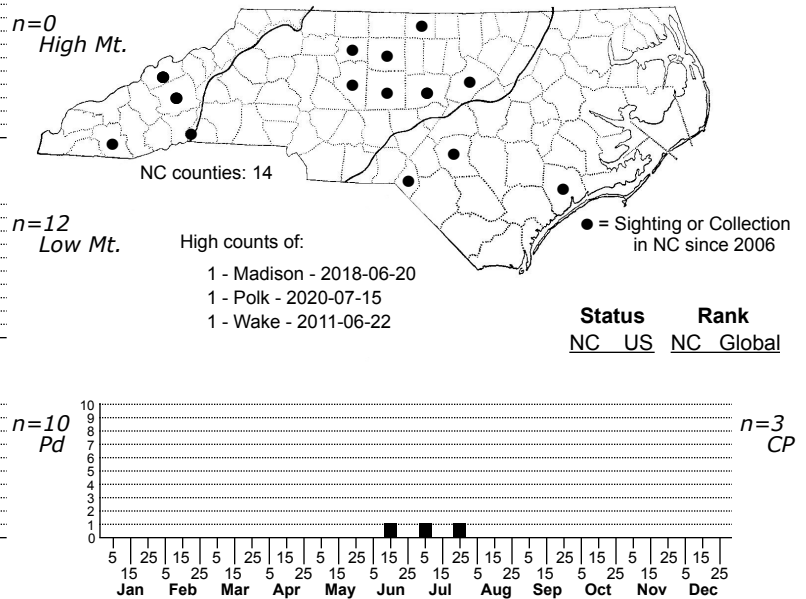 n=0
High Mt.
NC counties: 14
● = Sighting or Collection
in NC since 2006
n=12
Low Mt.
High counts of:
1 - Madison - 2018-06-20
1 - Polk - 2020-07-15
1 - Wake - 2011-06-22
Status Rank
NC US NC Global
n=10
Pd
n=3
CP
10
9
8
7
6
5
4
3
2
1
0
5 25 15 5 25 15 5 25 15 5 25 15 5 25 15 5 25 15
15 5 25 15 5 25 15 5 25 15 5 25 15 5 25 15 5 25
Jan Feb Mar Apr May Jun Jul Aug Sep Oct Nov Dec